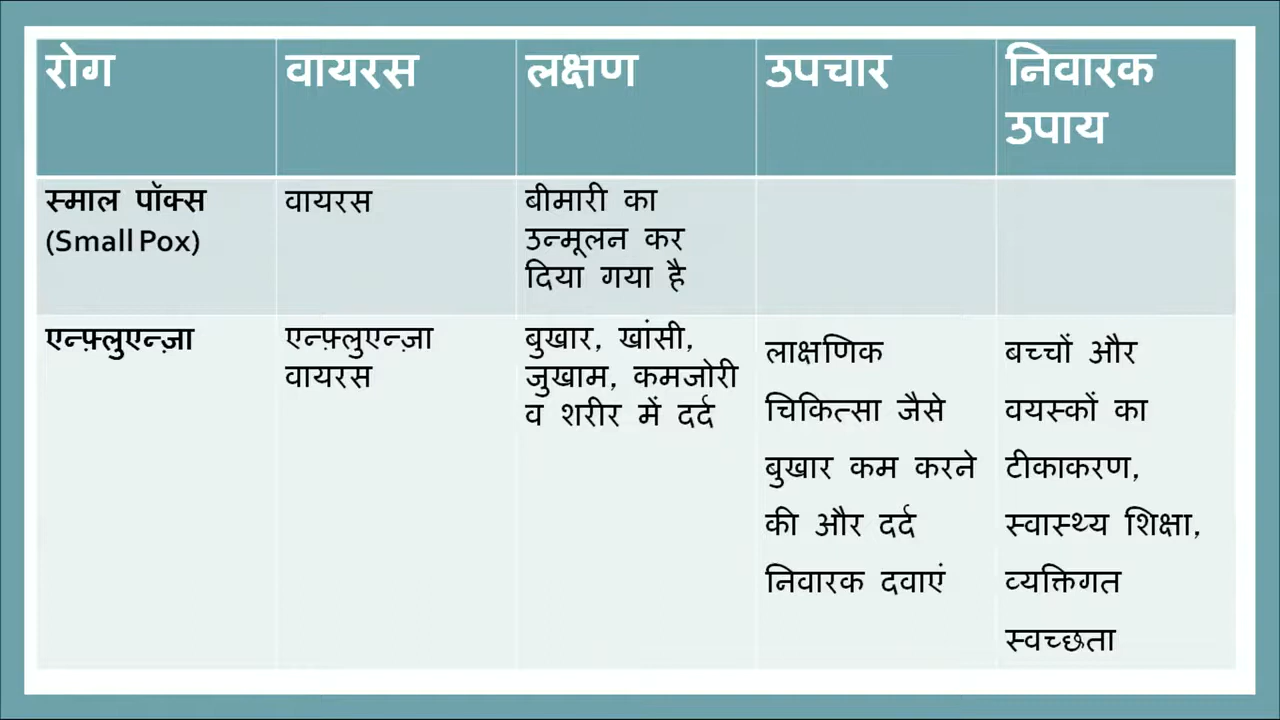 रोग
वायरस
लक्षण
उपचार
निवारक
उपाय
स्माल पॉक्स
(Small Pox)
वायरस
बीमारी का
उन्मूलन कर
दिया गया है
एन्फ़्लुएन्ज़ा
एन्फ़्लुएन्ज़ा
वायरस
बुखार, खांसी,
जुखाम, कमजोरी
व शरीर में दर्द
लाक्षणिक
चिकित्सा जैसे
बुखार कम करने
की और दर्द
निवारक दवाएं
बच्चों और
वयस्कों का
टीकाकरण,
स्वास्थ्य शिक्षा,
व्यक्तिगत
स्वच्छता